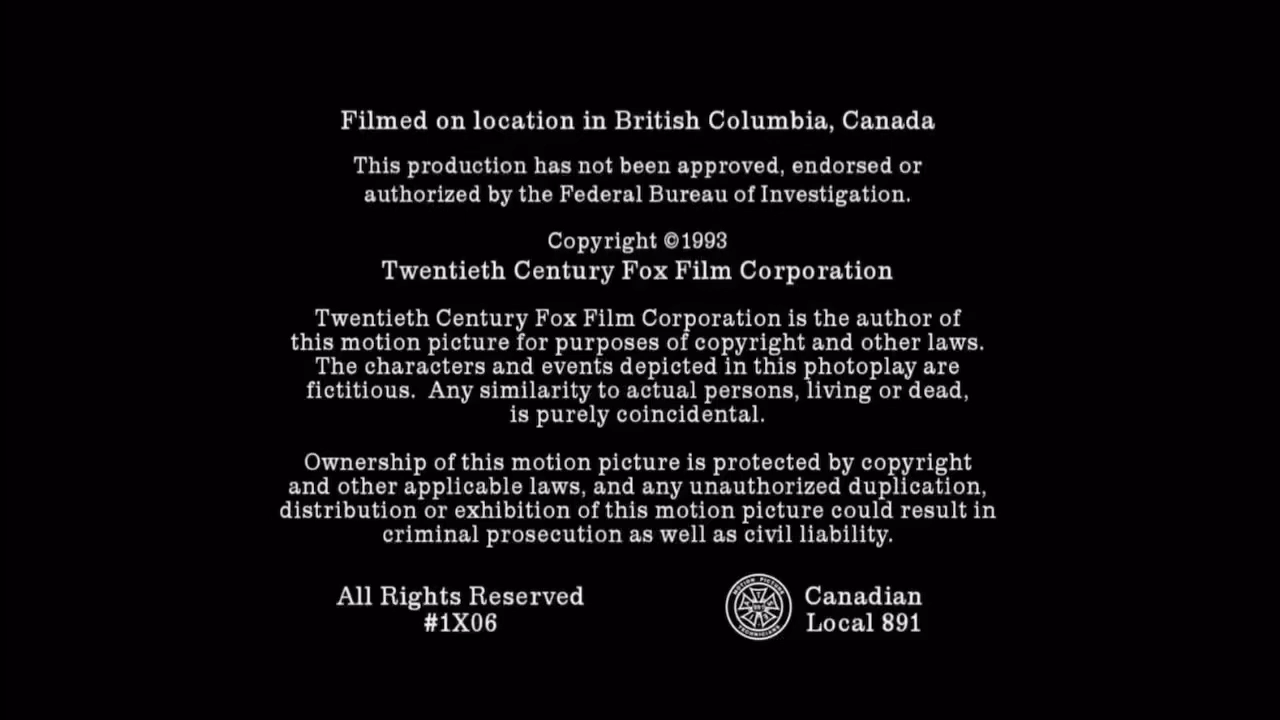 Filmed on location in British Columbia, Canada
This production has not been approved, endorsed or
authorized by the Federal Bureau of Investigation.
Copyright ©1993
Twentieth Century Fox Film Corporation
Twentieth Century Fox Film Corporation is the author of
this motion picture for purposes of copyright and other laws.
The characters and events depicted in this photoplay are
fictitious.  Any similarity to actual persons, living or dead,
is purely coincidental.
Ownership of this motion picture is protected by copyright
and other applicable laws, and any unauthorized duplication,
distribution or exhibition of this motion picture could result in
criminal prosecution as well as civil liability.
All Rights Reserved
#1X06
MOTION PICTURE
TECHNICIANS
Canadian
Local 891